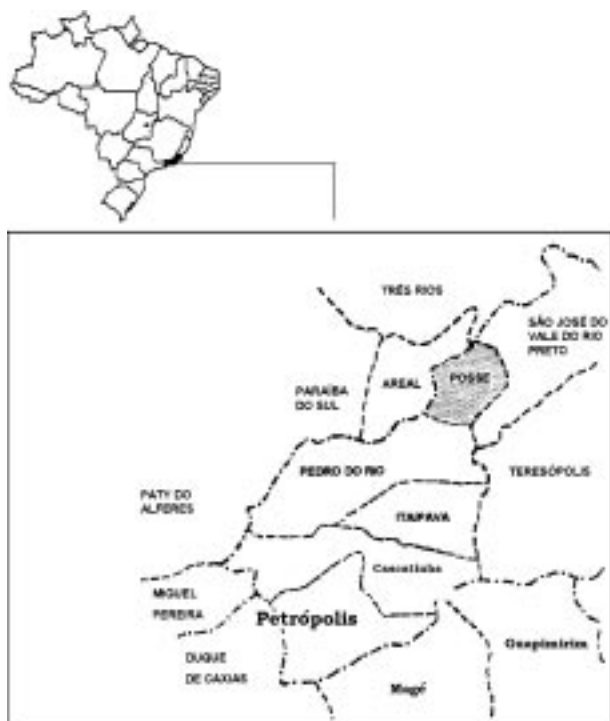 TRÊS RIOS
SÃO JOSÉ DO
VALE DO RIO
PRETO
POSSE
AREAL
PARAÍBA
DO SUL
PEDRO DO RIO
TERESÓPOLIS
PATY DO
ALFERES
ITAIPAVA
Cascatinha
MIGUEL
PEREIRA
Petrópolis
Guapimirim
DUQUE
DE CAXIAS
Magé